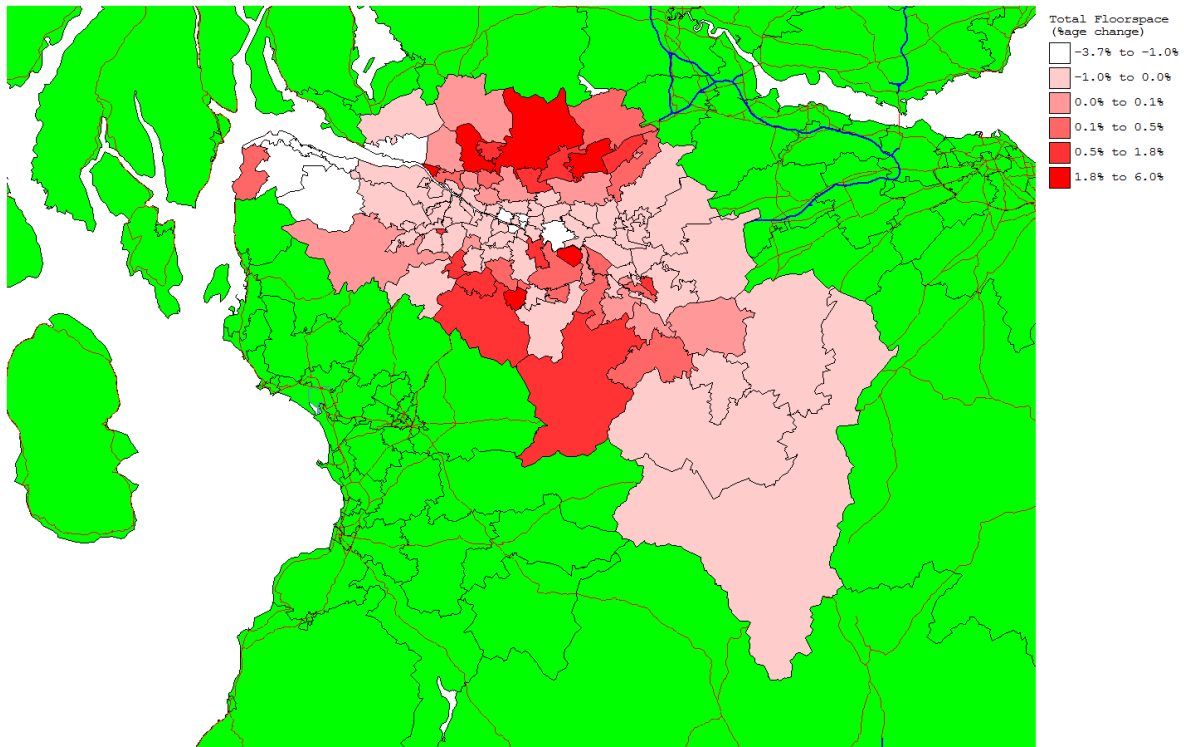 Total Floorspace
(%age change)
-3.7% to -1.0%
-1.0% to 0.0%
0.0% to 0.1%
0.1% to 0.5%
0.5% to 1.8%
1.8% to 6.0%